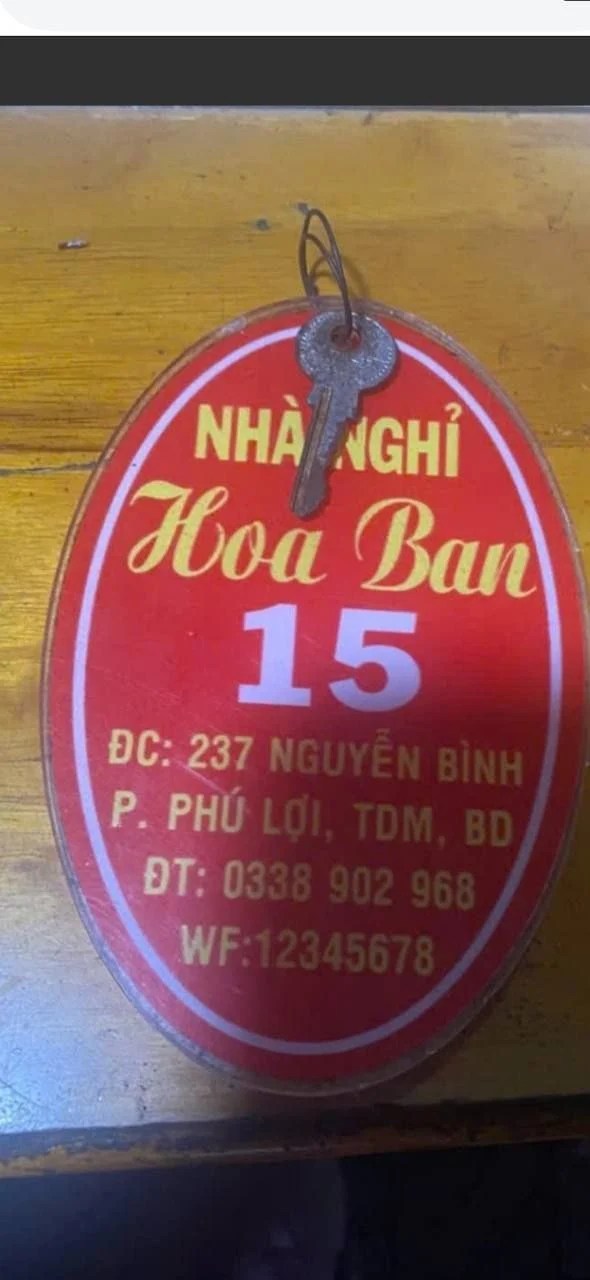 NHÀ NGHỈ
Hoa Ban
15
ĐC: 237 NGUYỄN BÌNH
P. PHÚ LỢI, TDM, BD
ĐT: 0338 902 968
WF:12345678